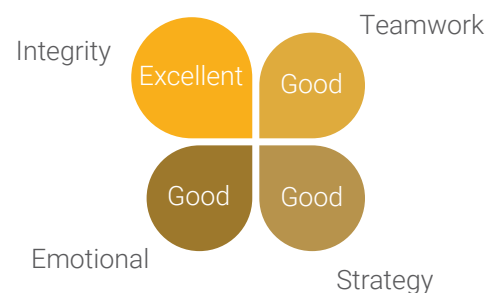 Teamwork
Integrity
Excellent
Good
Good
Good
Emotional
Strategy